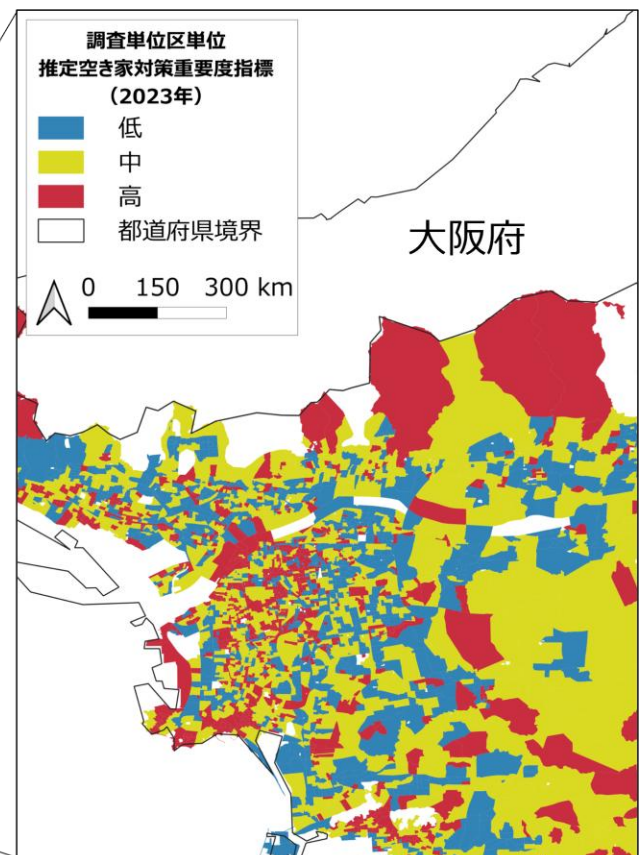 調査単位区単位
推定空き家対策重要度指標
（2023年）
低
中
高
都道府県境界
0 150 300 km
大阪府